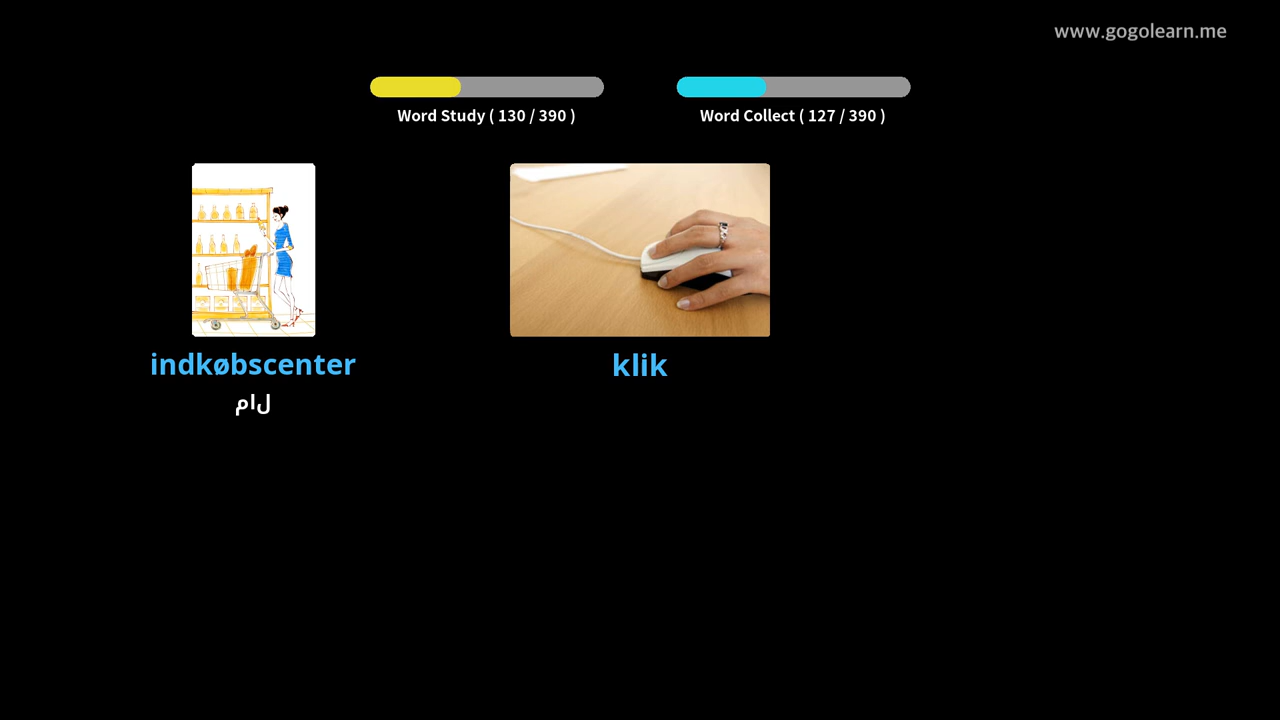 www.gogolearn.me
Word Study ( 130 / 390 )
Word Collect ( 127 / 390 )
indkøbscenter
klik
مال